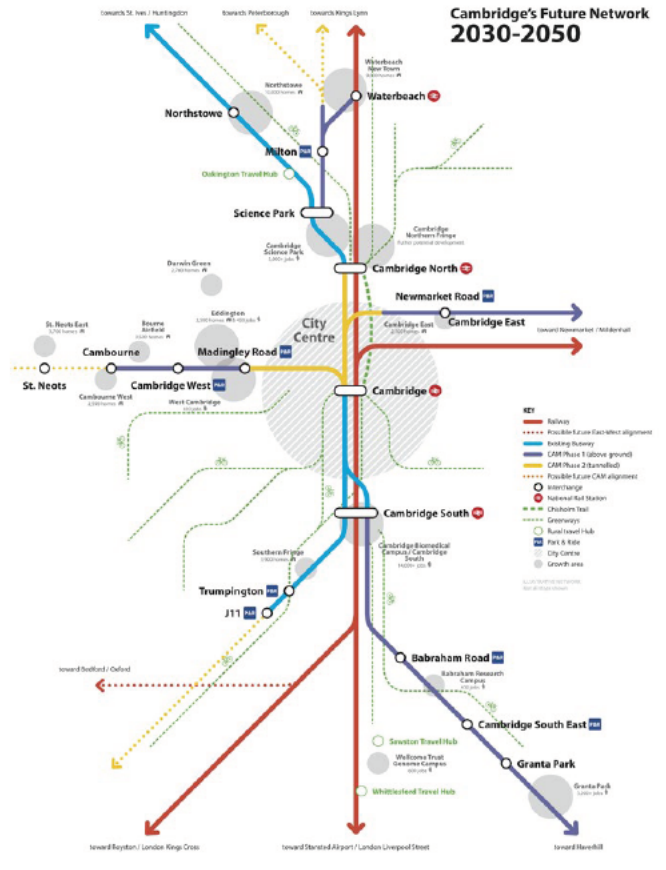 Cambridge's Future Network
2030-2050
towards St. Ives / Huntingdon
towards Peterborough
towards Kings Lynn
Waterbeach
New Town
Northstowe
Waterbeach
Northstowe
Milton
P&R
Oakington Travel Hub
Science Park
Cambridge
Science Park
Cambridge
Northern Fringe
Further potential development
Cambridge North
Darwin Green
Newmarket Road
P&R
Eddington
City
Centre
Cambridge East
Cambridge East
toward Newmarket / Mildenhall
St. Neots East
Bourne
Airfield
Cambourne
Madingley Road
P&R
St. Neots
Cambridge West
P&R
Cambridge
Cambourne West
West Cambridge
KEY
Railway
Possible future East-West alignment
Existing Busway
CAM Phase 1 (above ground)
CAM Phase 2 (tunnelled)
Possible future CAM alignment
Interchange
National Rail Station
Chisholm Trail
Greenways
Rural travel Hub
P&R
Park & Ride
City Centre
Growth area
Cambridge South
Cambridge Biomedical
Campus / Cambridge
South
Southern Fringe
Trumpington
P&R
J11
P&R
toward Bedford / Oxford
Babraham Road
P&R
Babraham Research
Campus
Cambridge South East
P&R
Sawston Travel Hub
Wellcome Trust
Genome Campus
Granta Park
Whittlesford Travel Hub
Granta Park
toward Royston / London Kings Cross
toward Stansted Airport / London Liverpool Street
toward Haverhill